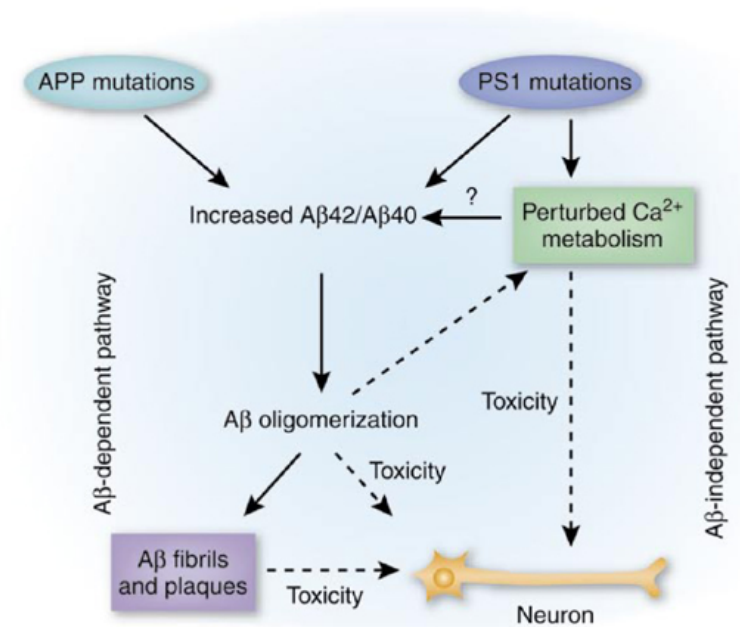 APP mutations
PS1 mutations
?
Increased Aβ42/Aβ40
Perturbed Ca²⁺
metabolism
Aβ-dependent pathway
Aβ-independent pathway
Toxicity
Aβ oligomerization
Toxicity
Aβ fibrils
and plaques
Toxicity
Neuron